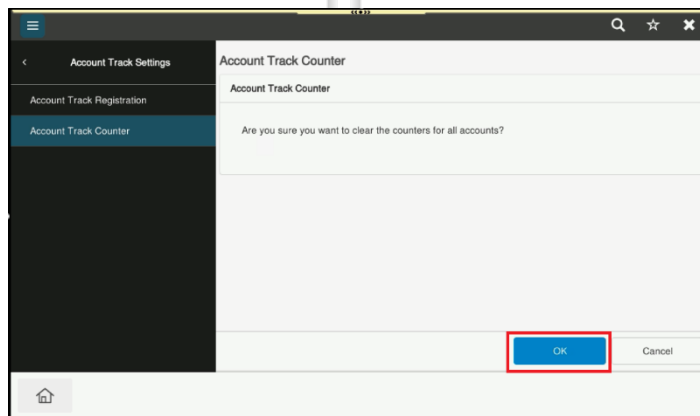 Account Track Settings
Account Track Registration
Account Track Counter
Account Track Counter
Account Track Counter
Are you sure you want to clear the counters for all accounts?
OK
Cancel